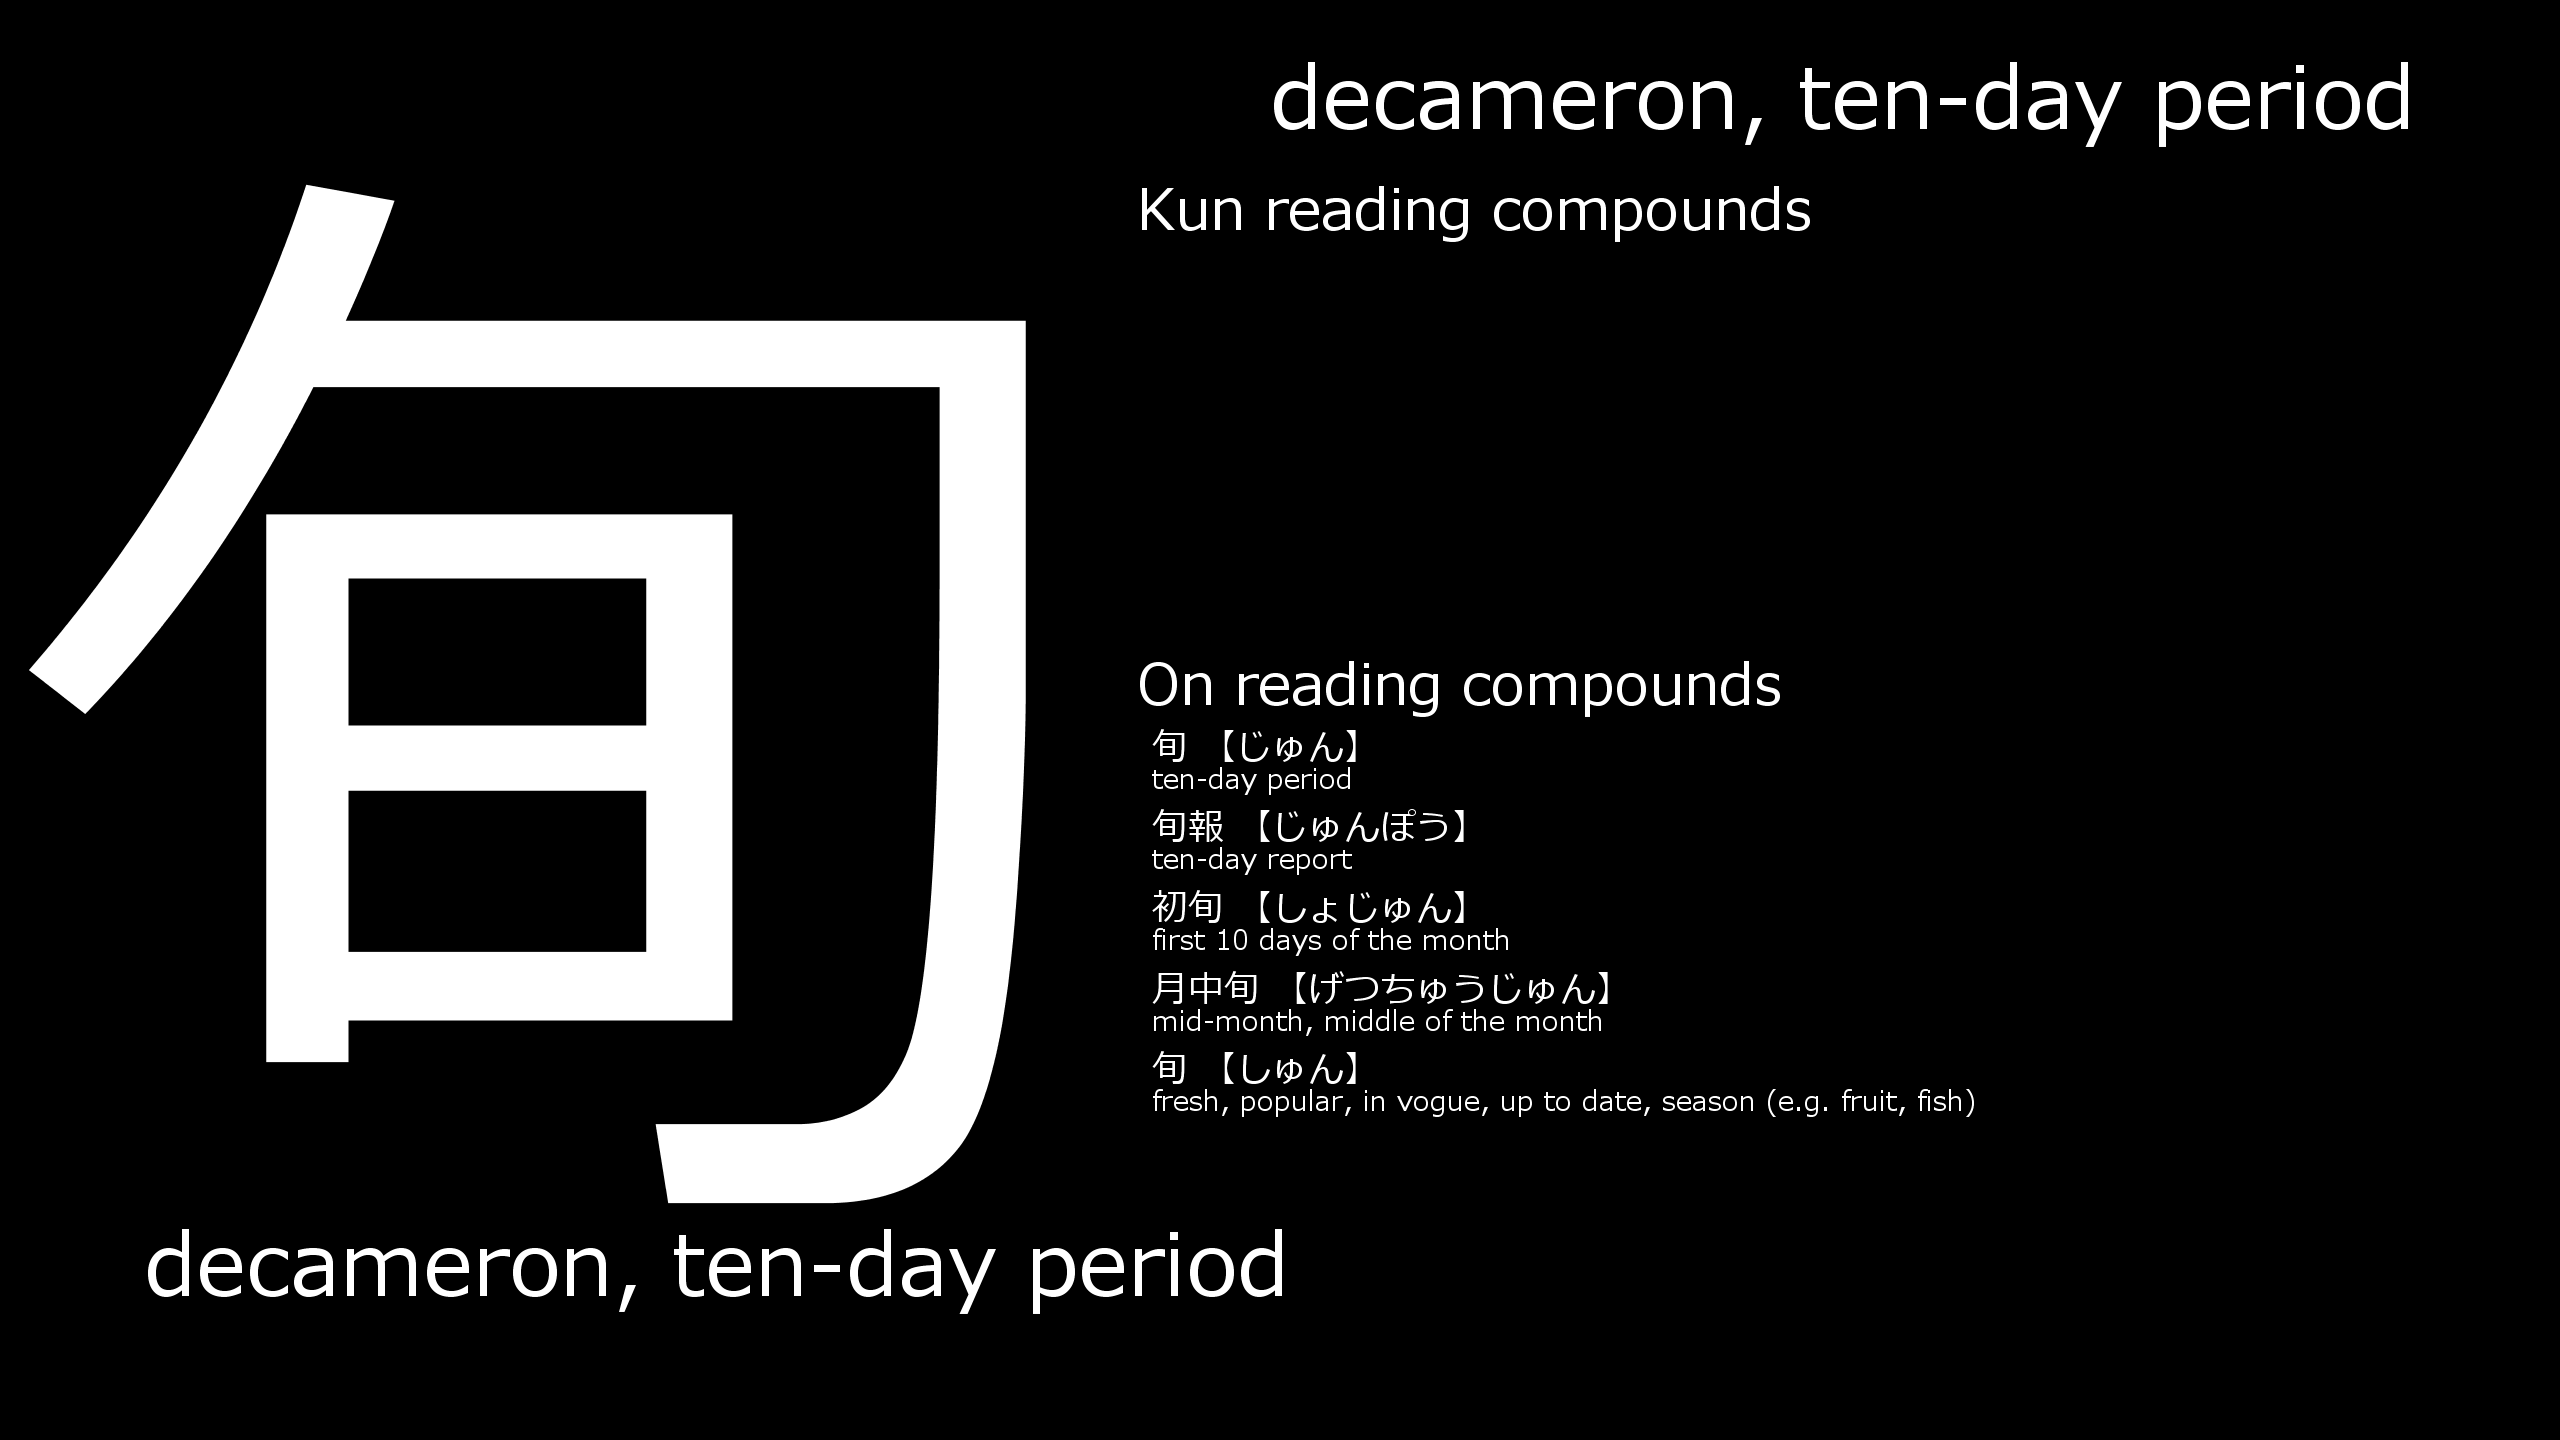 旬
decameron, ten-day period
decameron, ten-day period
Kun reading compounds
On reading compounds
旬 【じゅん】
ten-day period
旬報 【じゅんぽう】
ten-day report
初旬 【しょじゅん】
first 10 days of the month
月中旬 【げつちゅうじゅん】
mid-month, middle of the month
旬 【しゅん】
fresh, popular, in vogue, up to date, season (e.g. fruit, fish)